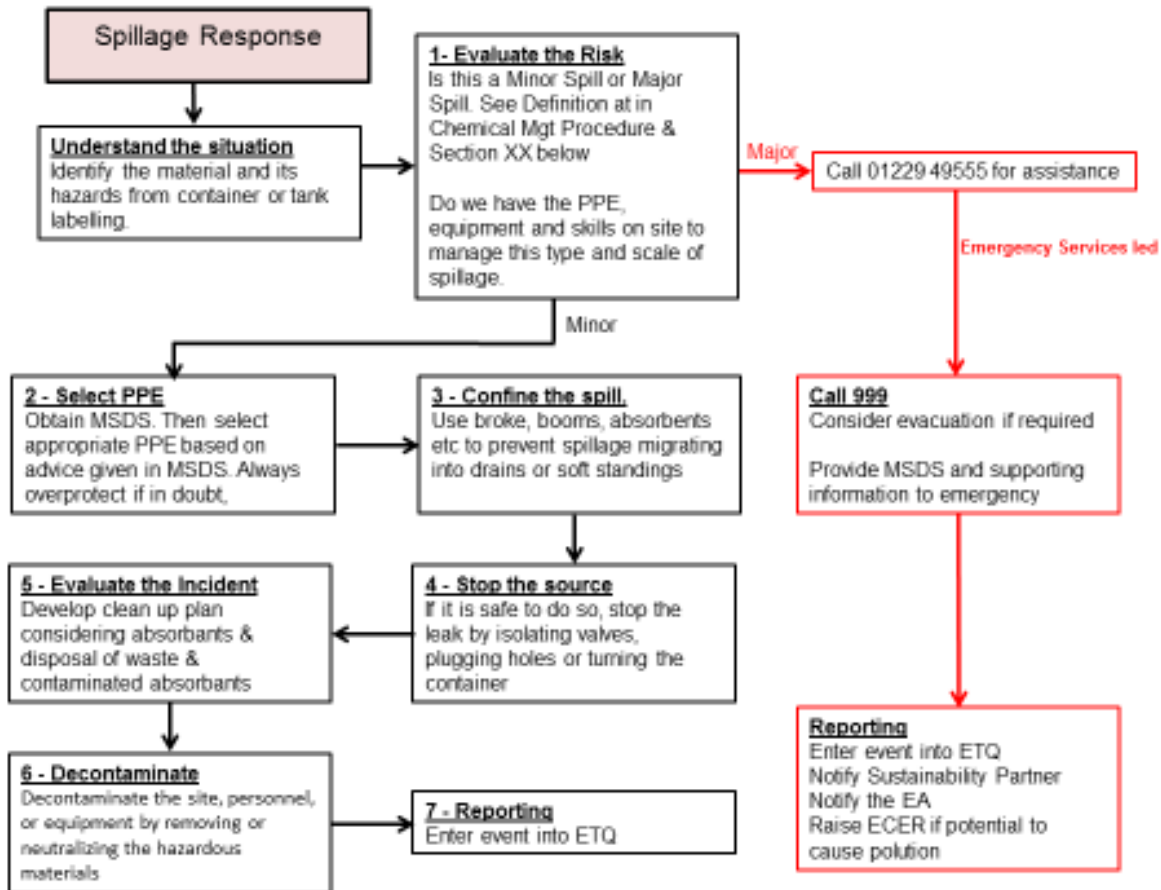 Spillage Response
Understand the situation
Identify the material and its
hazards from container or tank
labelling.
1- Evaluate the Risk
Is this a Minor Spill or Major
Spill. See Definition at in
Chemical Mgt Procedure &
Section XX below
Do we have the PPE,
equipment and skills on site to
manage this type and scale of
spillage.
Major
Call 01229 49555 for assistance
Emergency Services led
Minor
2 - Select PPE
Obtain MSDS. Then select
appropriate PPE based on
advice given in MSDS. Always
overprotect if in doubt,
3 - Confine the spill.
Use broke, booms, absorbents
etc to prevent spillage migrating
into drains or soft standings
Call 999
Consider evacuation if required
Provide MSDS and supporting
information to emergency
4 - Stop the source
If it is safe to do so, stop the
leak by isolating valves,
plugging holes or turning the
container
5 - Evaluate the Incident
Develop clean up plan
considering absorbants &
disposal of waste &
contaminated absorbants
6 - Decontaminate
Decontaminate the site, personnel,
or equipment by removing or
neutralizing the hazardous
materials
7 - Reporting
Enter event into ETQ
Reporting
Enter event into ETQ
Notify Sustainability Partner
Notify the EA
Raise ECER if potential to
cause polution